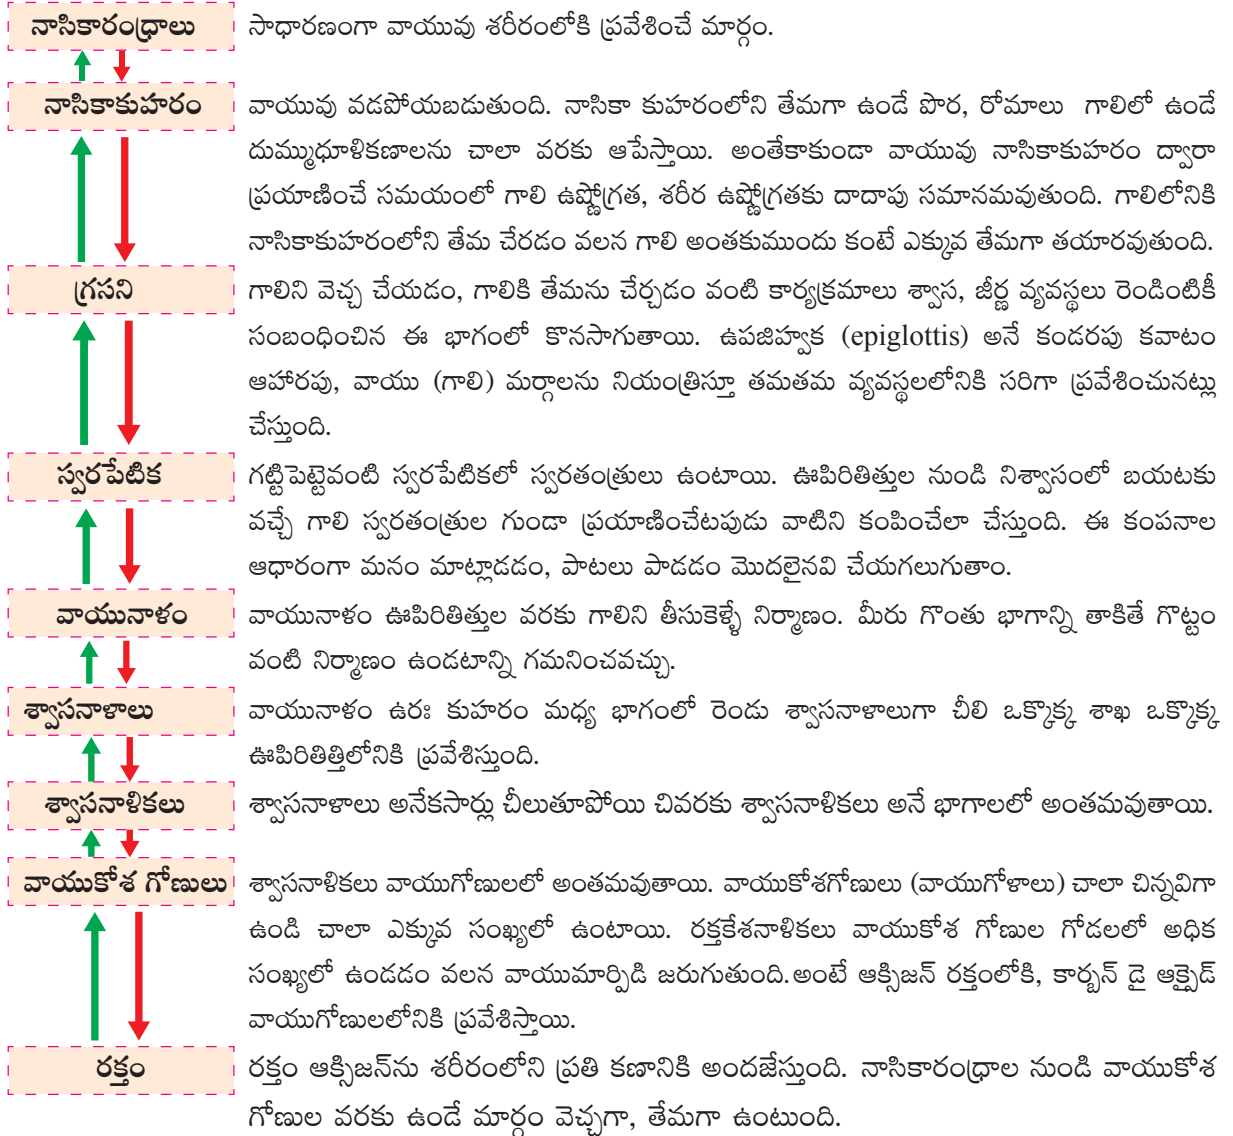 నాసికారంధ్రాలు
సాధారణంగా వాయువు శరీరంలోకి ప్రవేశించే మార్గం.
నాసికాకుహరం
వాయువు వడపోయబడుతుంది. నాసికా కుహరంలోని తేమగా ఉండే పొర, రోమాలు గాలిలో ఉండే
దుమ్ముధూళికణాలను చాలా వరకు ఆపేస్తాయి. అంతేకాకుండా వాయువు నాసికాకుహరం ద్వారా
ప్రయాణించే సమయంలో గాలి ఉష్ణోగ్రత, శరీర ఉష్ణోగ్రతకు దాదాపు సమానమవుతుంది. గాలిలోనికి
నాసికాకుహరంలోని తేమ చేరడం వలన గాలి అంతకుముందు కంటే ఎక్కువ తేమగా తయారవుతుంది.
గ్రసని
గాలిని వెచ్చ చేయడం, గాలికి తేమను చేర్చడం వంటి కార్యక్రమాలు శ్వాస, జీర్ణ వ్యవస్థలు రెండింటికీ
సంబంధించిన ఈ భాగంలో కొనసాగుతాయి. ఉపజిహ్వక (epiglottis) అనే కండరపు కవాటం
ఆహారపు, వాయు (గాలి) మర్గాలను నియంత్రిస్తూ తమతమ వ్యవస్థలలోనికి సరిగా ప్రవేశించునట్లు
చేస్తుంది.
స్వరపేటిక
గట్టిపెట్టెవంటి స్వరపేటికలో స్వరతంత్రులు ఉంటాయి. ఊపిరితిత్తుల నుండి నిశ్వాసంలో బయటకు
వచ్చే గాలి స్వరతంత్రుల గుండా ప్రయాణించేటపుడు వాటిని కంపించేలా చేస్తుంది. ఈ కంపనాల
ఆధారంగా మనం మాట్లాడడం, పాటలు పాడడం మొదలైనవి చేయగలుగుతాం.
వాయునాళం
వాయునాళం ఊపిరితిత్తుల వరకు గాలిని తీసుకెళ్ళే నిర్మాణం. మీరు గొంతు భాగాన్ని తాకితే గొట్టం
వంటి నిర్మాణం ఉండటాన్ని గమనించవచ్చు.
శ్వాసనాళాలు
వాయునాళం ఉరః కుహరం మధ్య భాగంలో రెండు శ్వాసనాళాలుగా చీలి ఒక్కొక్క శాఖ ఒక్కొక్క
ఊపిరితిత్తిలోనికి ప్రవేశిస్తుంది.
శ్వాసనాళికలు
శ్వాసనాళాలు అనేకసార్లు చీలుతూపోయి చివరకు శ్వాసనాళికలు అనే భాగాలలో అంతమవుతాయి.
వాయుకోశ గోణులు
శ్వాసనాళికలు వాయుగోణులలో అంతమవుతాయి. వాయుకోశగోణులు (వాయుగోళాలు) చాలా చిన్నవిగా
ఉండి చాలా ఎక్కువ సంఖ్యలో ఉంటాయి. రక్తకేశనాళికలు వాయుకోశ గోణుల గోడలలో అధిక
సంఖ్యలో ఉండడం వలన వాయుమార్పిడి జరుగుతుంది.అంటే ఆక్సిజన్ రక్తంలోకి, కార్బన్ డై ఆక్సైడ్
వాయుగోణులలోనికి ప్రవేశిస్తాయి.
రక్తం
రక్తం ఆక్సిజన్‌ను శరీరంలోని ప్రతి కణానికి అందజేస్తుంది. నాసికారంధ్రాల నుండి వాయుకోశ
గోణుల వరకు ఉండే మార్గం వెచ్చగా, తేమగా ఉంటుంది.